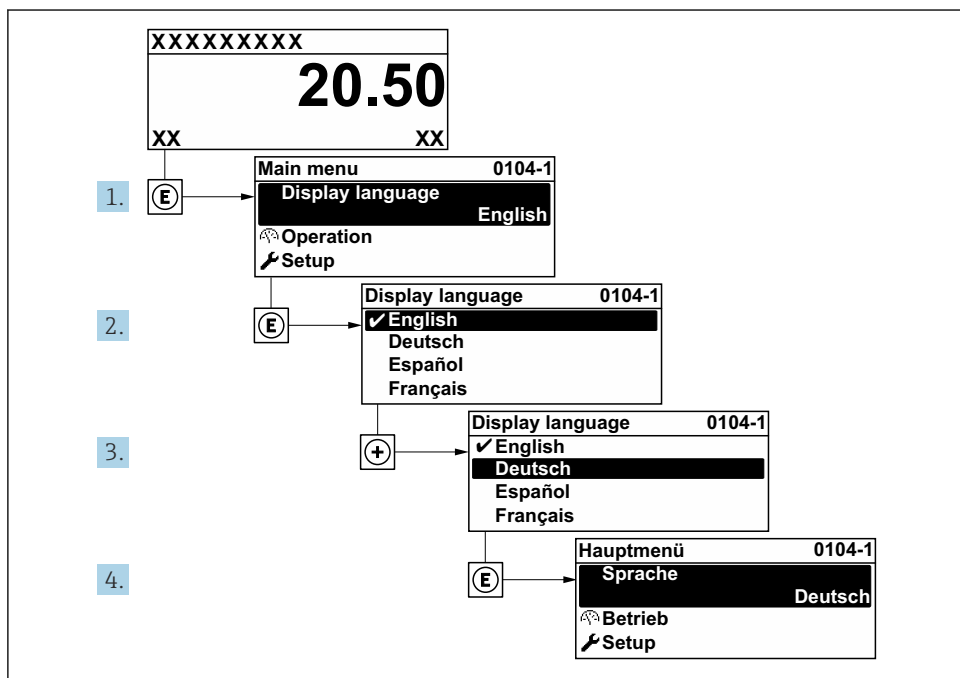 XXXXXXXXX
20.50
XX XX
1. E
Main menu 0104-1
Display language
English
Operation
Setup
2. E
Display language 0104-1
✔English
Deutsch
Español
Français
3. +
Display language 0104-1
✔English
Deutsch
Español
Français
4. E
Hauptmenü 0104-1
Sprache
Deutsch
Betrieb
Setup